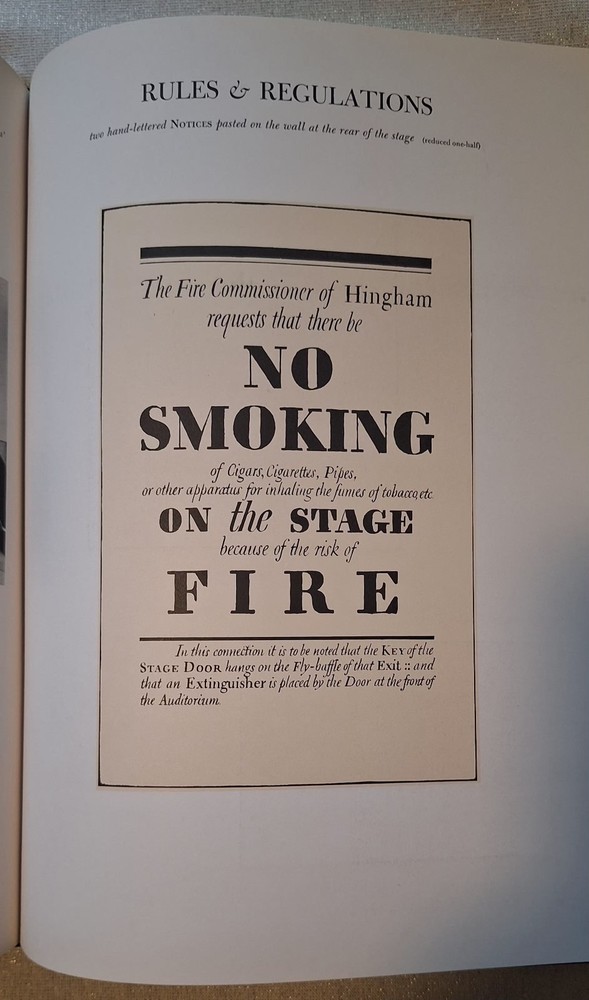 RULES & REGULATIONS
two hand-lettered NOTICES pasted on the wall at the rear of the stage (reduced one-half)
The Fire Commissioner of Hingham
requests that there be
NO
SMOKING
of Cigars, Cigarettes, Pipes,
or other apparatus for inhaling the fumes of tobacco, etc.
ON the STAGE
because of the risk of
FIRE
In this connection it is to be noted that the KEY of the
STAGE DOOR hangs on the Fly-baffle of that Exit :: and
that an Extinguisher is placed by the Door at the front of
the Auditorium.